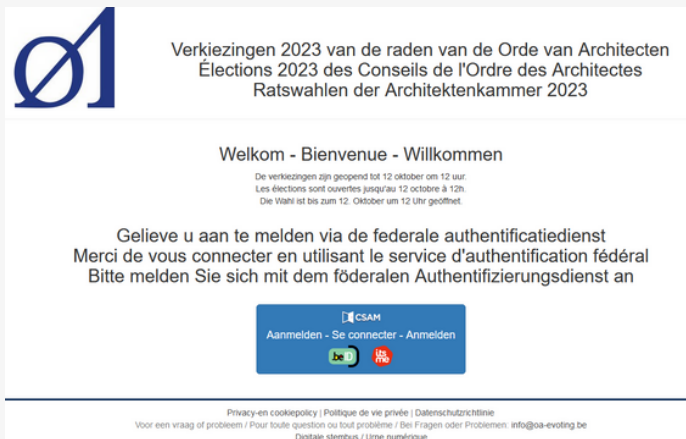 Verkiezingen 2023 van de raden van de Orde van Architecten
Élections 2023 des Conseils de l'Ordre des Architectes
Ratswahlen der Architektenkammer 2023
Welkom - Bienvenue - Willkommen
De verkiezingen zijn geopend tot 12 oktober om 12 uur.
Les élections sont ouvertes jusqu'au 12 octobre à 12h.
Die Wahl ist bis zum 12. Oktober um 12 Uhr geöffnet.
Gelieve u aan te melden via de federale authentificatiedienst
Merci de vous connecter en utilisant le service d'authentification fédéral
Bitte melden Sie sich mit dem föderalen Authentifizierungsdienst an
CSAM
Aanmelden - Se connecter - Anmelden
.beID
its me
Privacy-en cookiepolicy | Politique de vie privée | Datenschutzrichtlinie
Voor een vraag of probleem / Pour toute question ou tout problème / Bei Fragen oder Problemen: info@oa-evoting.be
Digitale stembus / Urne numérique